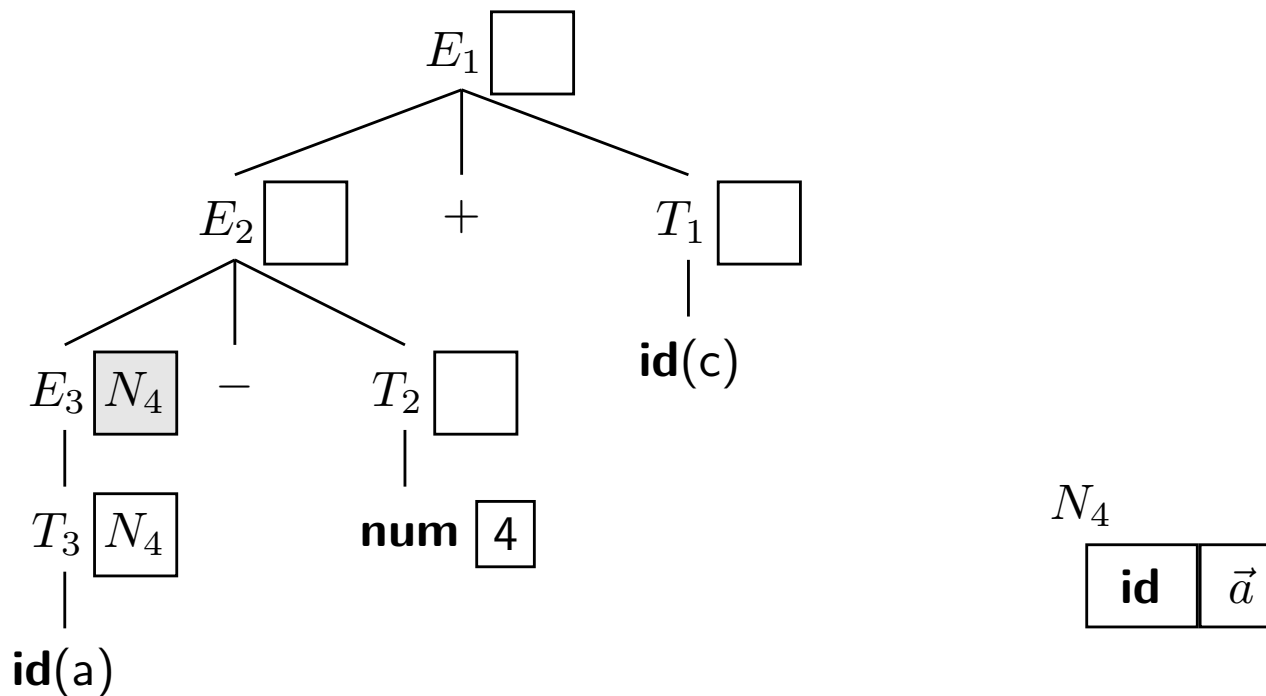 E₁
E₂ + T₁
E₃ N₄ − T₂ id(c)
T₃ N₄ num 4 N₄
id a⃗
id(a)